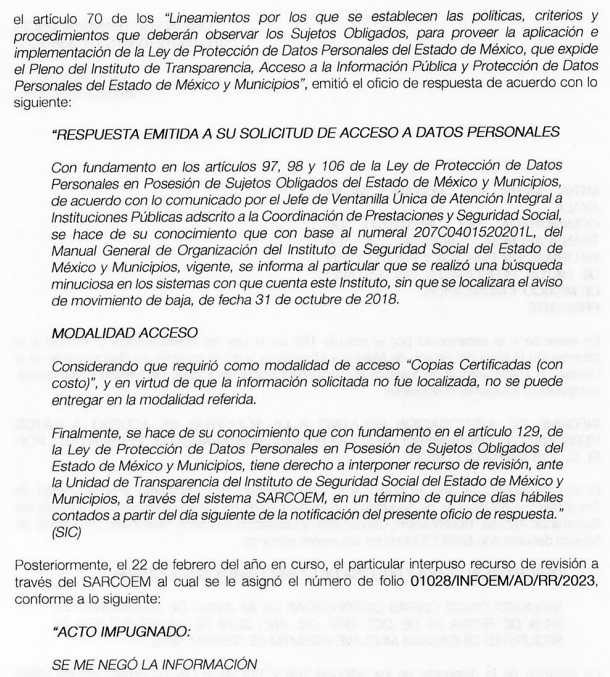 el artículo 70 de los “Lineamientos por los que se establecen las políticas, criterios y
procedimientos que deberán observar los Sujetos Obligados, para proveer la aplicación e
implementación de la Ley de Protección de Datos Personales del Estado de México, que expide
el Pleno del Instituto de Transparencia, Acceso a la Información Pública y Protección de Datos
Personales del Estado de México y Municipios”, emitió el oficio de respuesta de acuerdo con lo
siguiente:
“RESPUESTA EMITIDA A SU SOLICITUD DE ACCESO A DATOS PERSONALES
Con fundamento en los artículos 97, 98 y 106 de la Ley de Protección de Datos
Personales en Posesión de Sujetos Obligados del Estado de México y Municipios,
de acuerdo con lo comunicado por el Jefe de Ventanilla Única de Atención Integral a
Instituciones Públicas adscrito a la Coordinación de Prestaciones y Seguridad Social,
se hace de su conocimiento que con base al numeral 207C0401520201L, del
Manual General de Organización del Instituto de Seguridad Social del Estado de
México y Municipios, vigente, se informa al particular que se realizó una búsqueda
minuciosa en los sistemas con que cuenta este Instituto, sin que se localizara el aviso
de movimiento de baja, de fecha 31 de octubre de 2018.
MODALIDAD ACCESO
Considerando que requirió como modalidad de acceso “Copias Certificadas (con
costo)”, y en virtud de que la información solicitada no fue localizada, no se puede
entregar en la modalidad referida.
Finalmente, se hace de su conocimiento que con fundamento en el artículo 129, de
la Ley de Protección de Datos Personales en Posesión de Sujetos Obligados del
Estado de México y Municipios, tiene derecho a interponer recurso de revisión, ante
la Unidad de Transparencia del Instituto de Seguridad Social del Estado de México y
Municipios, a través del sistema SARCOEM, en un término de quince días hábiles
contados a partir del día siguiente de la notificación del presente oficio de respuesta.”
(SIC)
Posteriormente, el 22 de febrero del año en curso, el particular interpuso recurso de revisión a
través del SARCOEM al cual se le asignó el número de folio 01028/INFOEM/AD/RR/2023,
conforme a lo siguiente:
“ACTO IMPUGNADO:
SE ME NEGÓ LA INFORMACIÓN